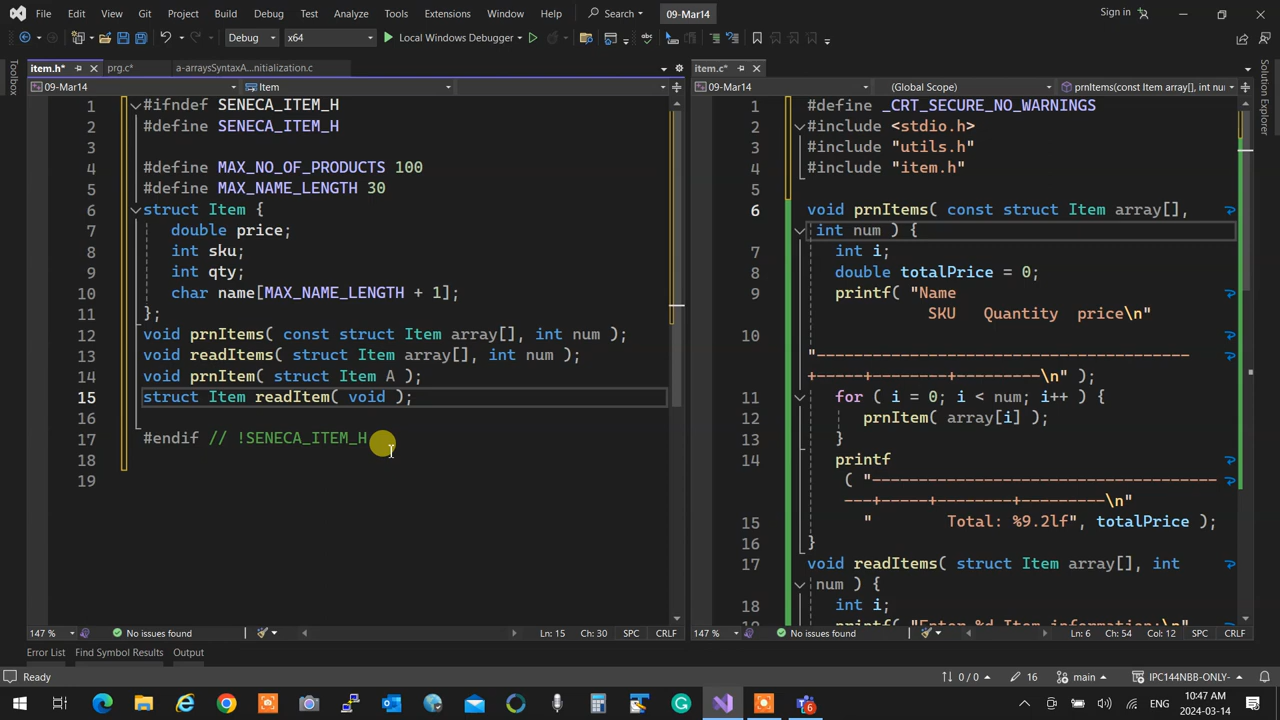 File Edit View Git Project Build Debug Test Analyze Tools Extensions Window Help Search 09-Mar14 Sign in
Debug x64 Local Windows Debugger
item.h* prg.c* a-arraysSyntaxA...nitialization.c
09-Mar14 Item
Toolbox
1 #ifndef SENECA_ITEM_H
2 #define SENECA_ITEM_H
3
4 #define MAX_NO_OF_PRODUCTS 100
5 #define MAX_NAME_LENGTH 30
6 struct Item {
7 double price;
8 int sku;
9 int qty;
10 char name[MAX_NAME_LENGTH + 1];
11 };
12 void prnItems( const struct Item array[], int num );
13 void readItems( struct Item array[], int num );
14 void prnItem( struct Item A );
15 struct Item readItem( void );
16
17 #endif // !SENECA_ITEM_H
18
19
147 % No issues found Ln: 15 Ch: 30 SPC CRLF
item.c*
09-Mar14 (Global Scope) prnItems(const Item array[], int nur
Solution Explorer
1 #define _CRT_SECURE_NO_WARNINGS
2 #include <stdio.h>
3 #include "utils.h"
4 #include "item.h"
5
6 void prnItems( const struct Item array[],
int num ) {
7 int i;
8 double totalPrice = 0;
9 printf( "Name
SKU Quantity price\n"
10
"-----------------------------------------
+-----+--------+---------\n" );
11 for ( i = 0; i < num; i++ ) {
12 prnItem( array[i] );
13 }
14 printf
( "--------------------------------------
---+-----+--------+---------\n"
15 " Total: %9.2lf", totalPrice );
16 }
17 void readItems( struct Item array[], int
num ) {
18 int i;
printf( "Enter %d Item information:\n"
147 % No issues found Ln: 6 Ch: 54 Col: 12 SPC CRLF
Error List Find Symbol Results Output
Ready 0 / 0 16 main IPC144NBB-ONLY-
6 ENG 10:47 AM
2024-03-14